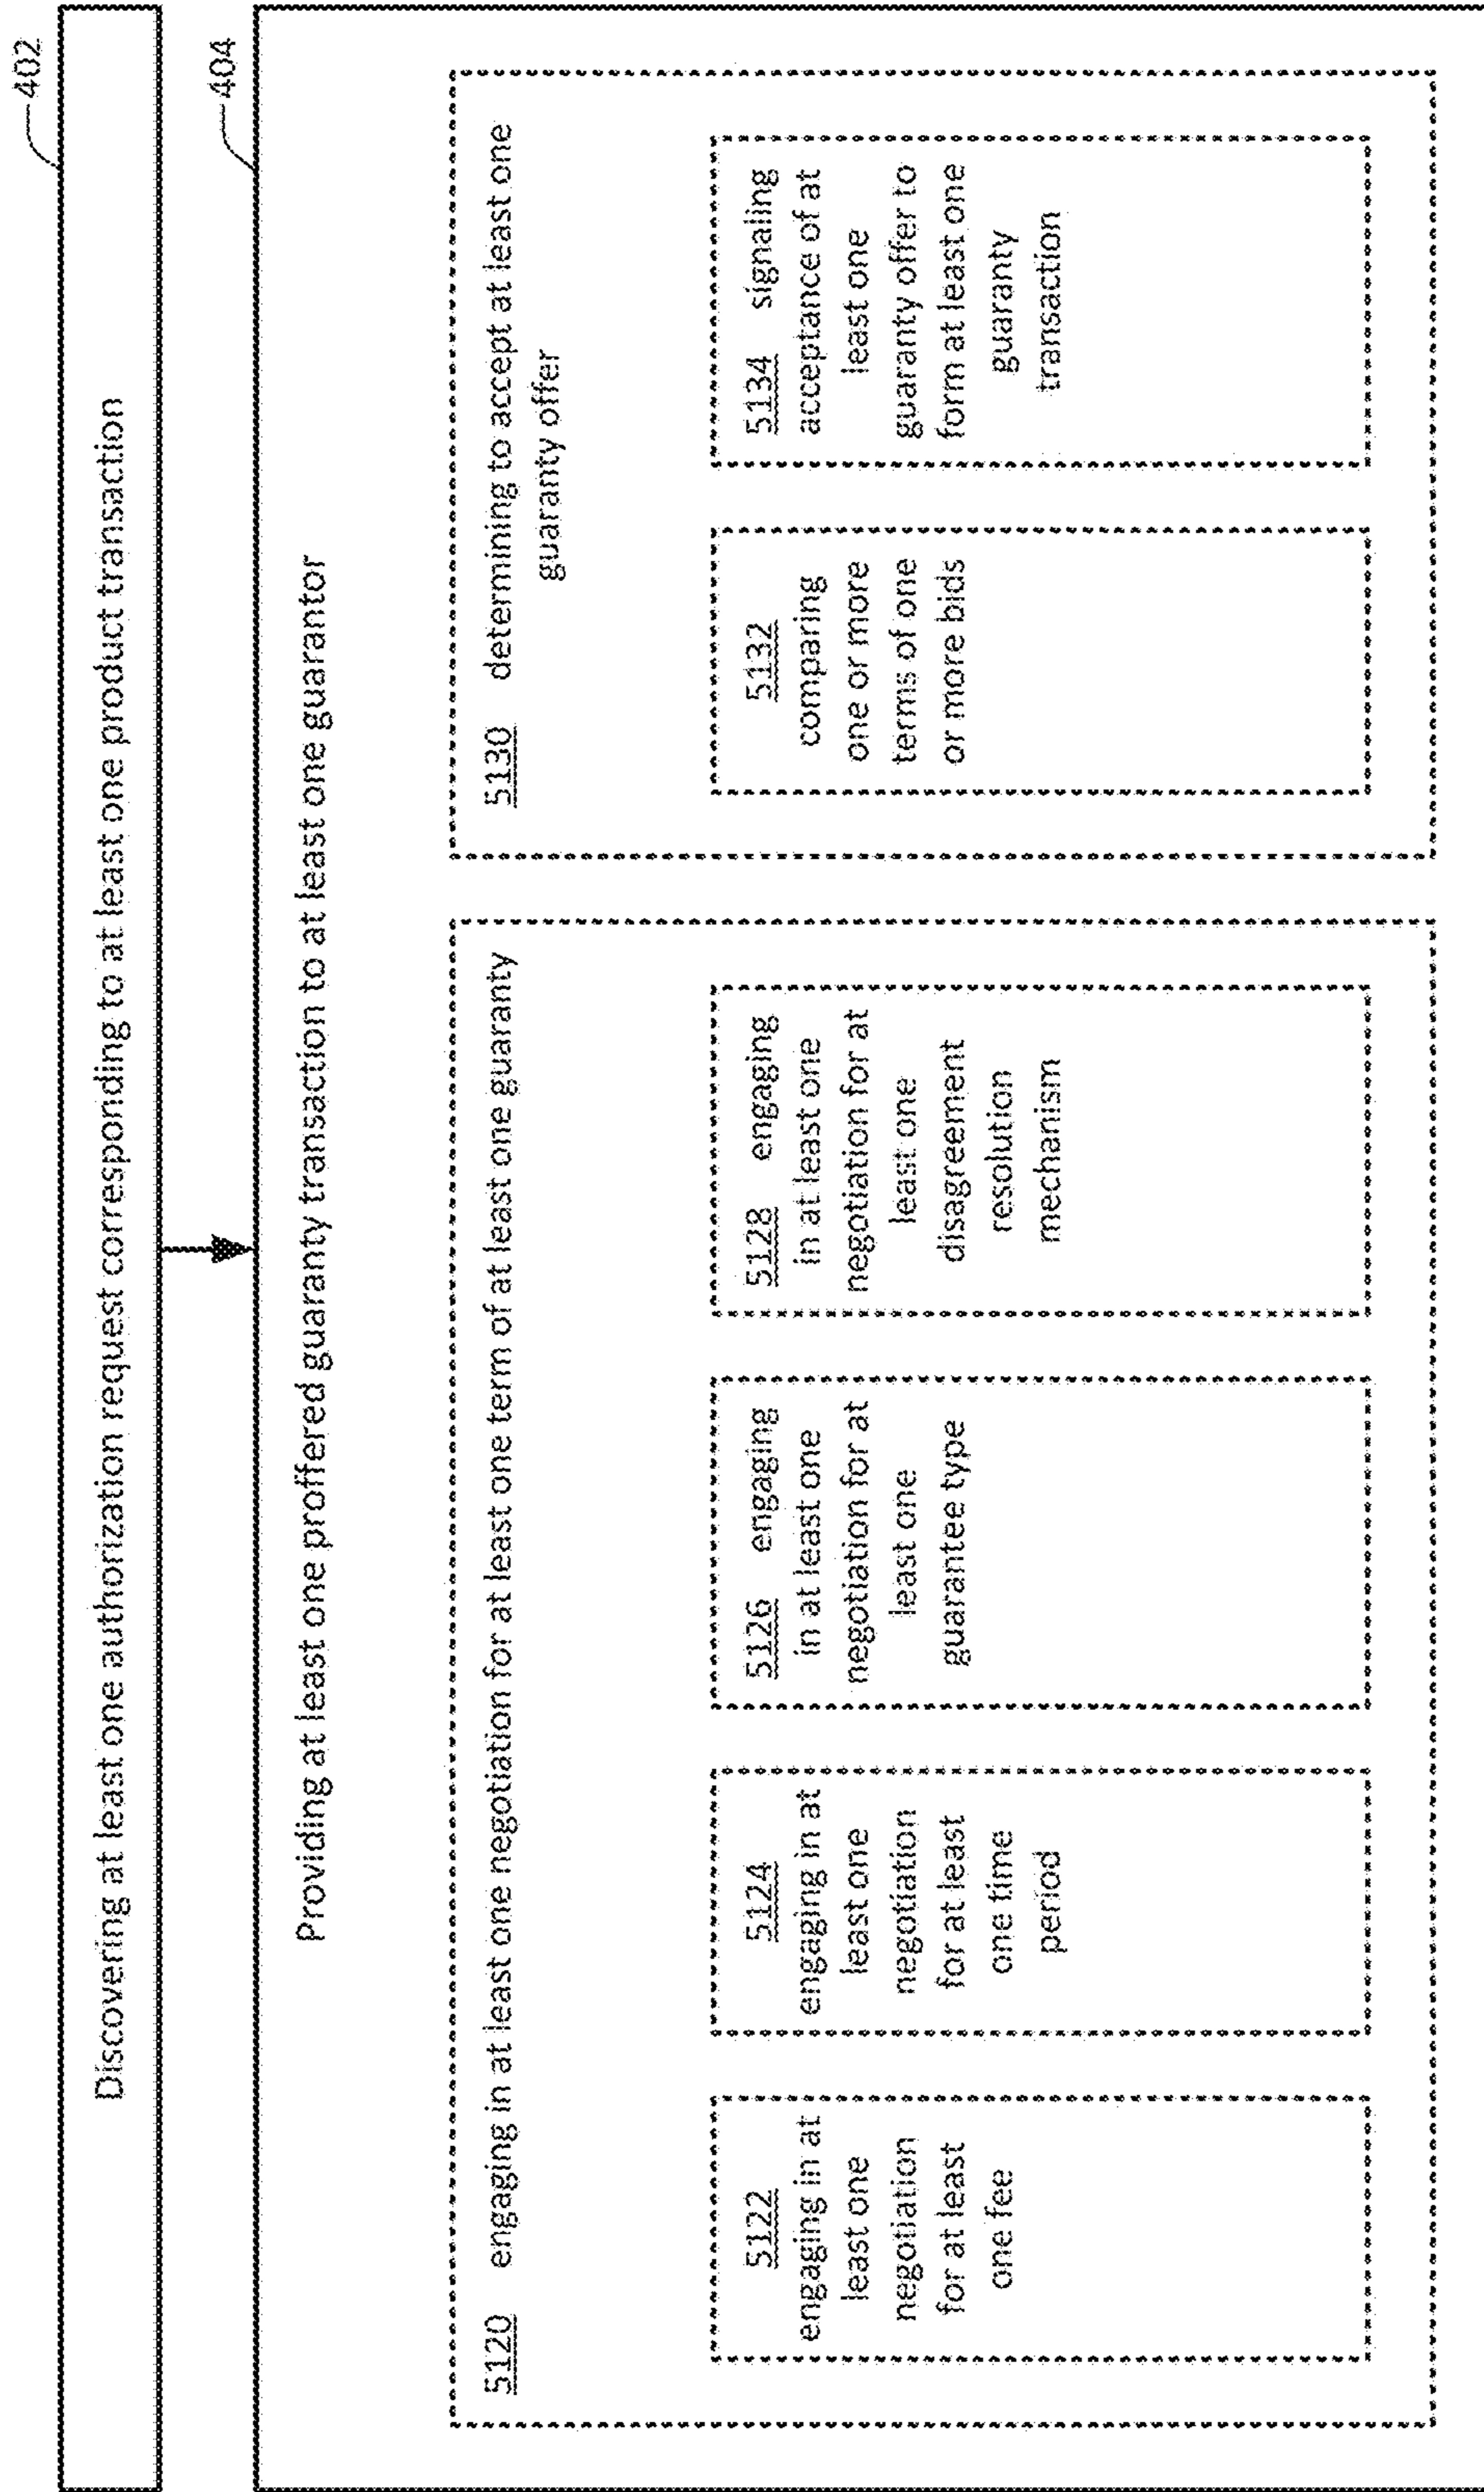 402
Discovering at least one authorization request corresponding to at least one product transaction
404
Providing at least one proffered guaranty transaction to at least one guarantor
5120 engaging in at least one negotiation for at least one term of at least one guaranty
5122
engaging in at
least one
negotiation
for at least
one fee
5124
engaging in at
least one
negotiation
for at least
one time
period
5126 engaging
in at least one
negotiation for at
least one
guarantee type
5128 engaging
in at least one
negotiation for at
least one
disagreement
resolution
mechanism
5130 determining to accept at least one
guaranty offer
5132
comparing
one or more
terms of one
or more bids
5134 signaling
acceptance of at
least one
guaranty offer to
form at least one
guaranty
transaction